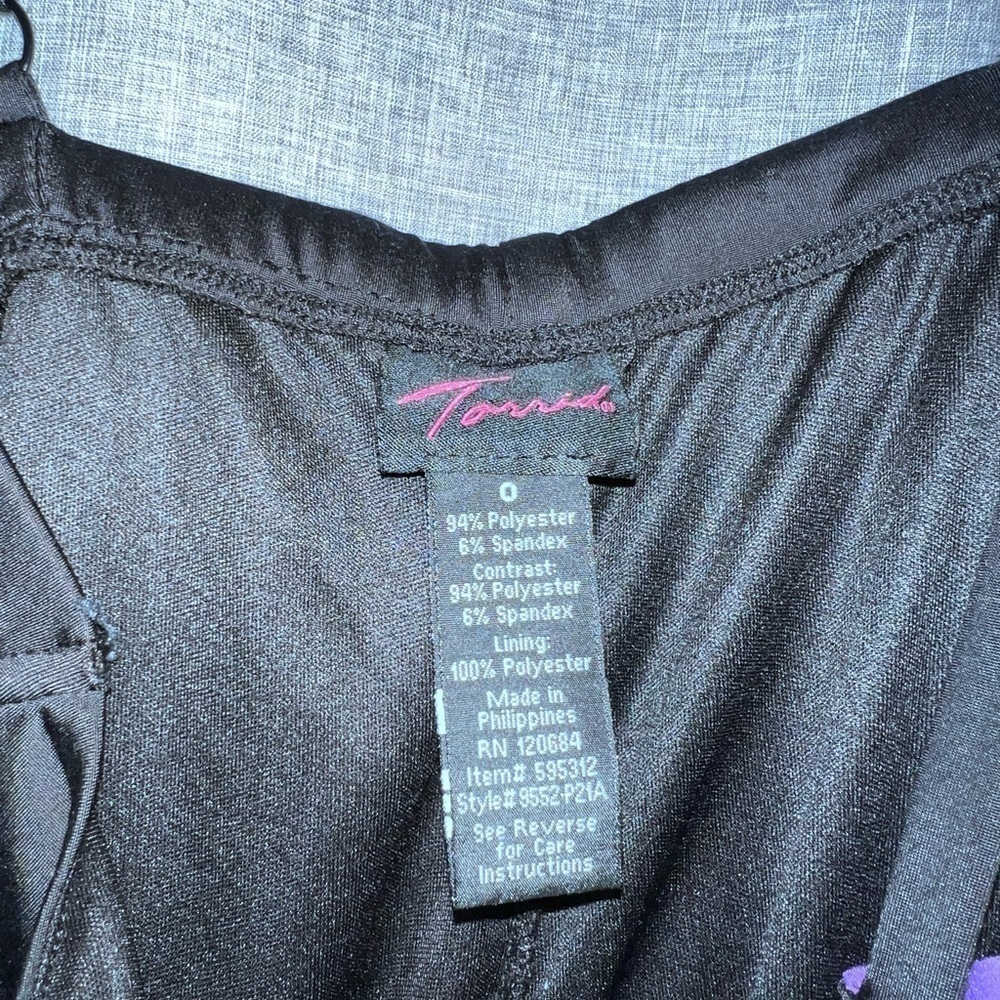 Torrid®
0
94% Polyester
6% Spandex
Contrast:
94% Polyester
6% Spandex
Lining:
100% Polyester
Made in
Philippines
RN 120684
Item# 595312
Style# 9552-P21A
See Reverse
for Care
Instructions